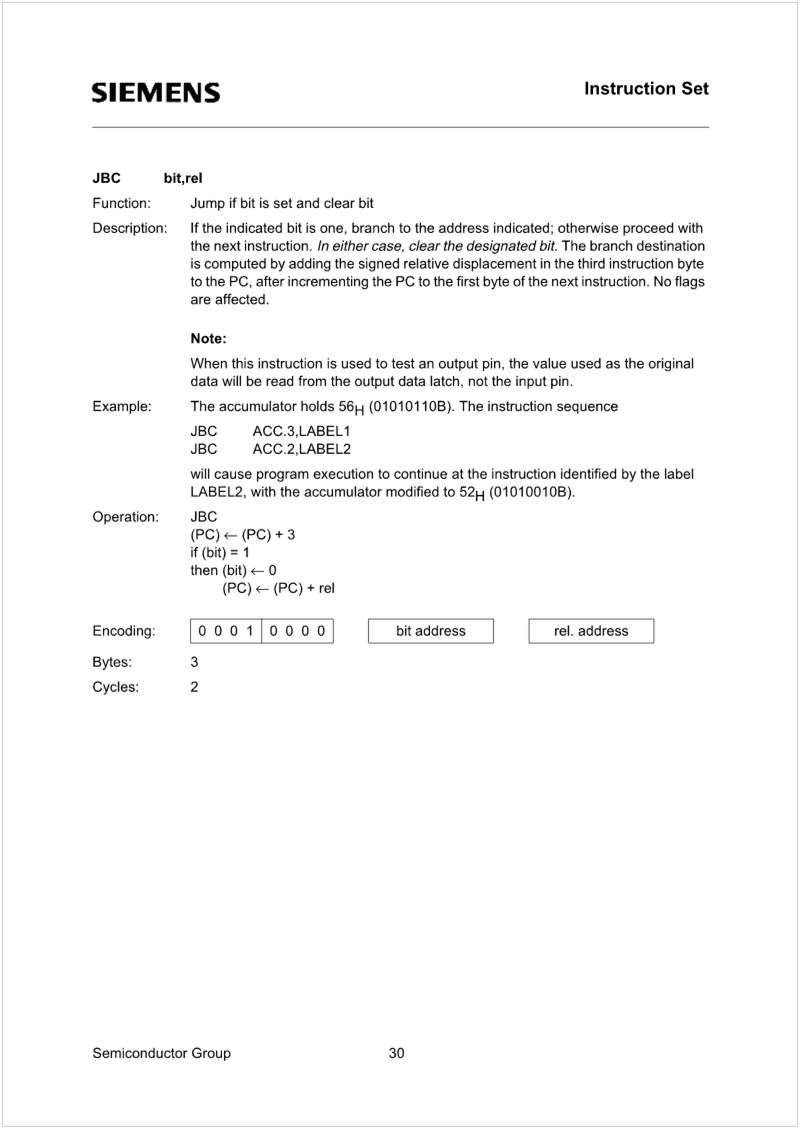 SIEMENS
Instruction Set
JBC bit,rel
Function: Jump if bit is set and clear bit
Description: If the indicated bit is one, branch to the address indicated; otherwise proceed with
the next instruction. In either case, clear the designated bit. The branch destination
is computed by adding the signed relative displacement in the third instruction byte
to the PC, after incrementing the PC to the first byte of the next instruction. No flags
are affected.
Note:
When this instruction is used to test an output pin, the value used as the original
data will be read from the output data latch, not the input pin.
Example: The accumulator holds 56H (01010110B). The instruction sequence
JBC ACC.3,LABEL1
JBC ACC.2,LABEL2
will cause program execution to continue at the instruction identified by the label
LABEL2, with the accumulator modified to 52H (01010010B).
Operation: JBC
(PC) ← (PC) + 3
if (bit) = 1
then (bit) ← 0
(PC) ← (PC) + rel
Encoding: 0 0 0 1 0 0 0 0 bit address rel. address
Bytes: 3
Cycles: 2
Semiconductor Group 30